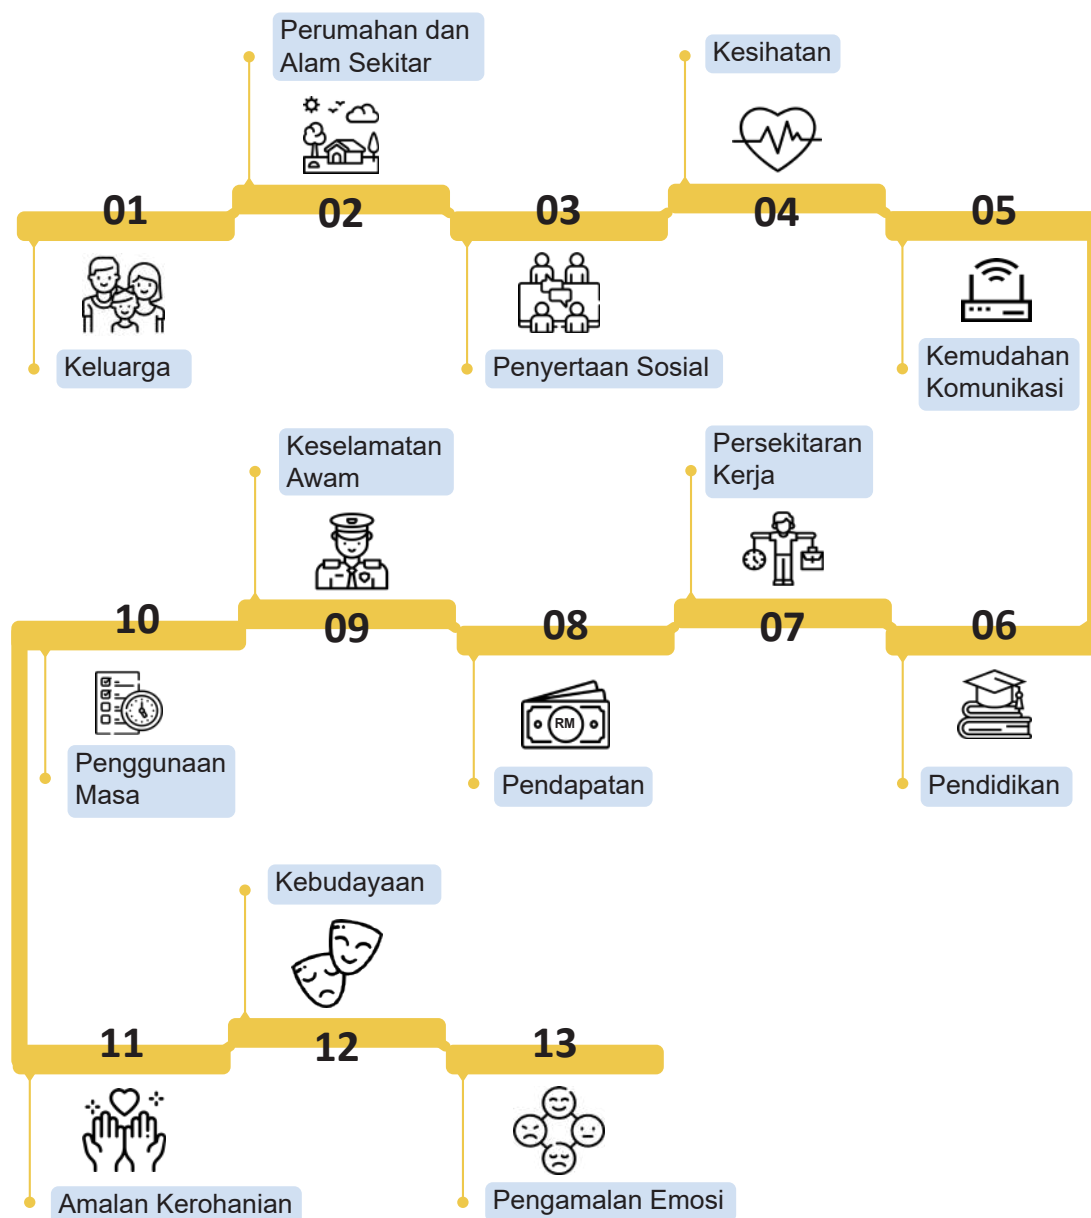 01
Keluarga
Perumahan dan
Alam Sekitar
02
03
Penyertaan Sosial
Kesihatan
04
05
Kemudahan
Komunikasi
06
Pendidikan
Persekitaran
Kerja
07
08
RM
Pendapatan
Keselamatan
Awam
09
10
Penggunaan
Masa
11
Amalan Kerohanian
Kebudayaan
12
13
Pengamalan Emosi